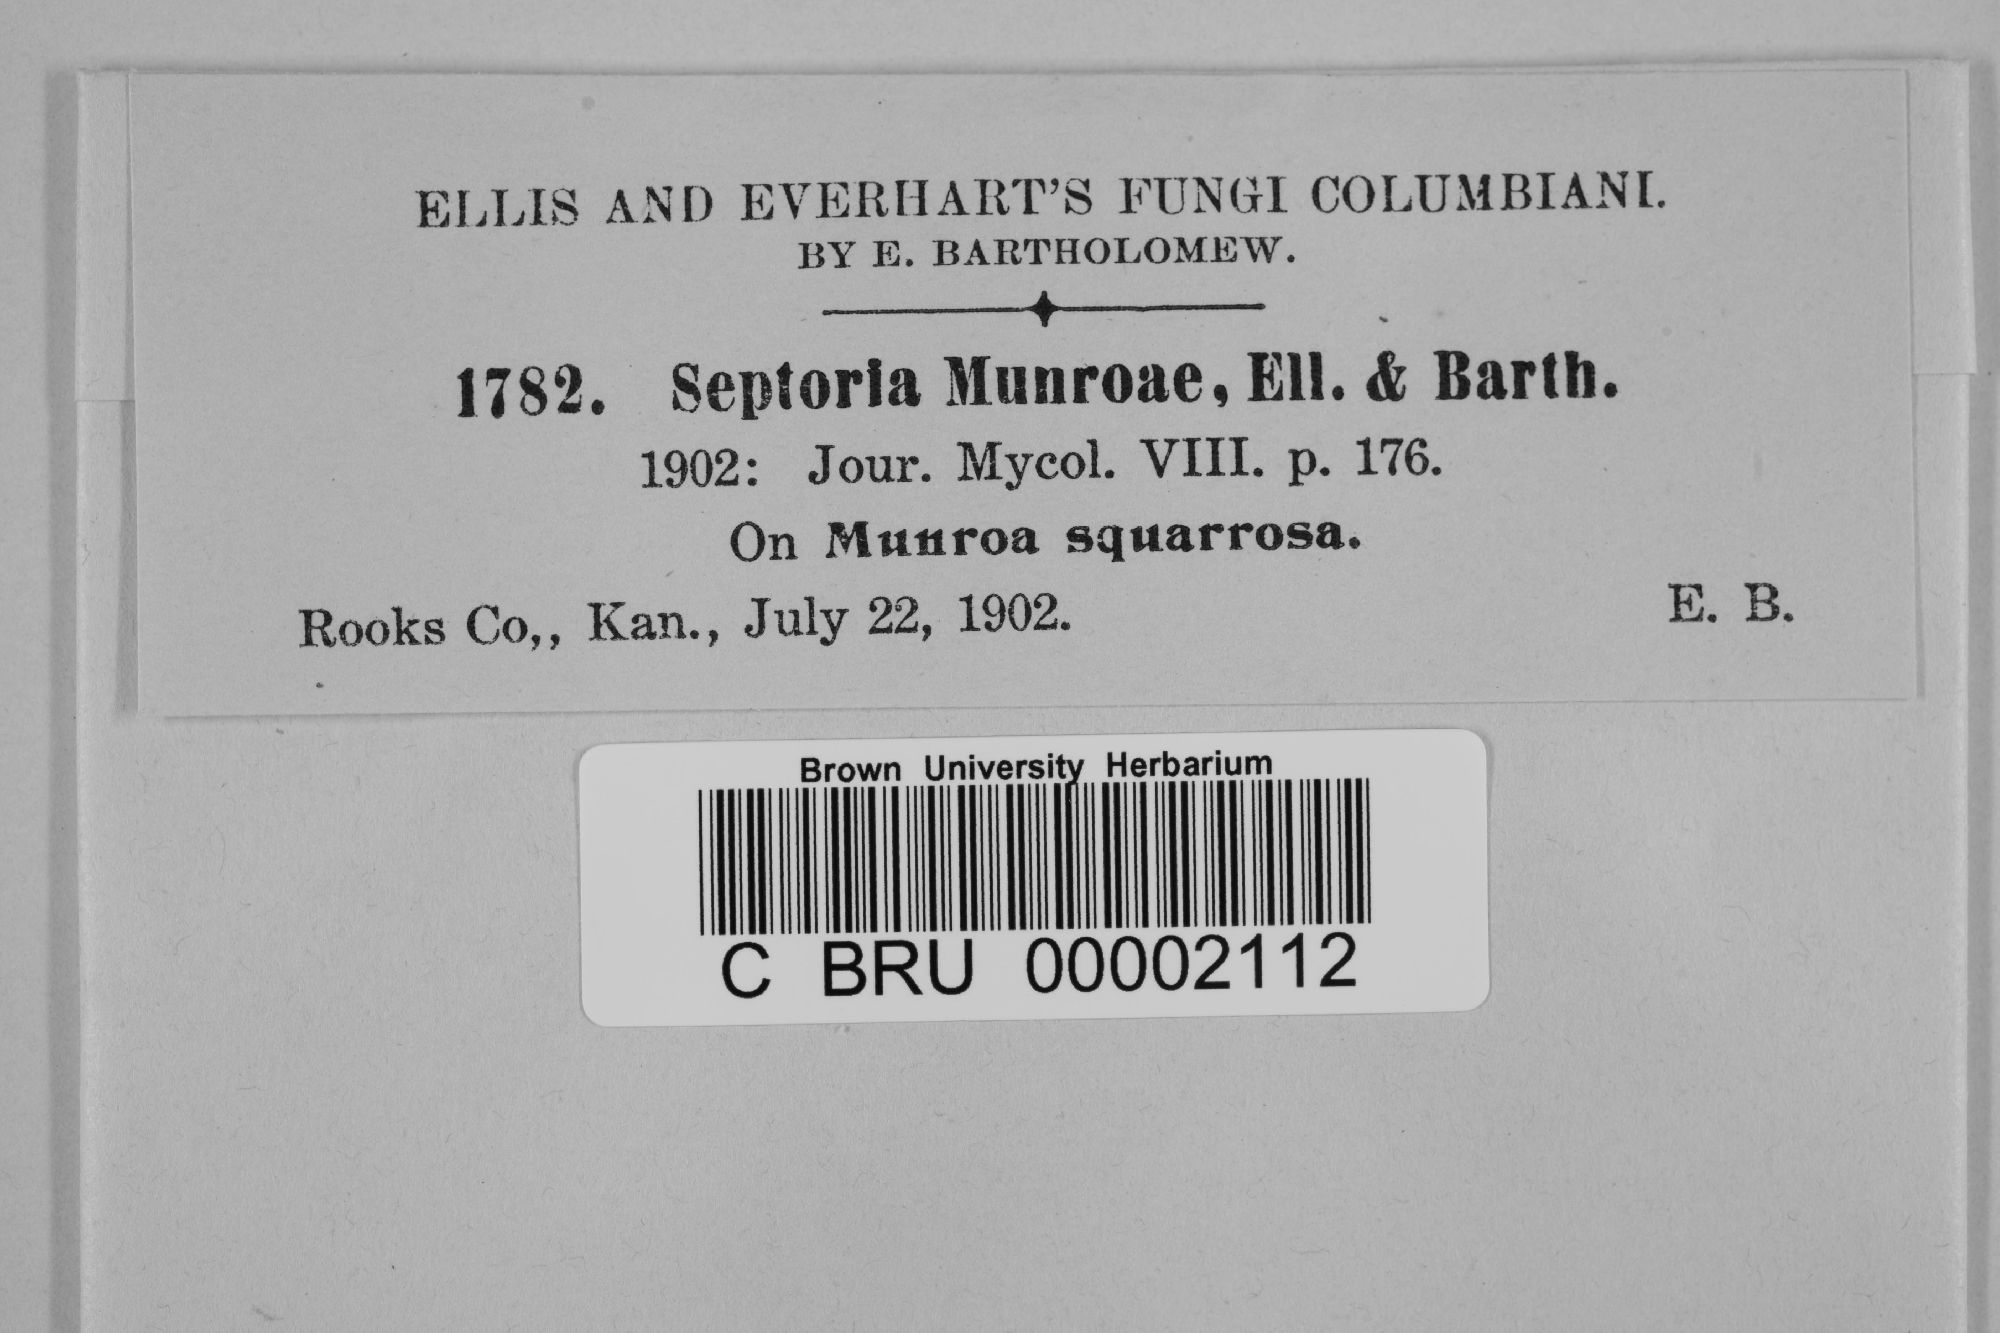 ELLIS AND EVERHART'S FUNGI COLUMBIANI.
BY E. BARTHOLOMEW.
1782. Septoria Munroae, Ell. & Barth.
1902: Jour. Mycol. VIII. p. 176.
On Munroa squarrosa.
Rooks Co,, Kan., July 22, 1902. E. B.
Brown University Herbarium
C BRU 00002112